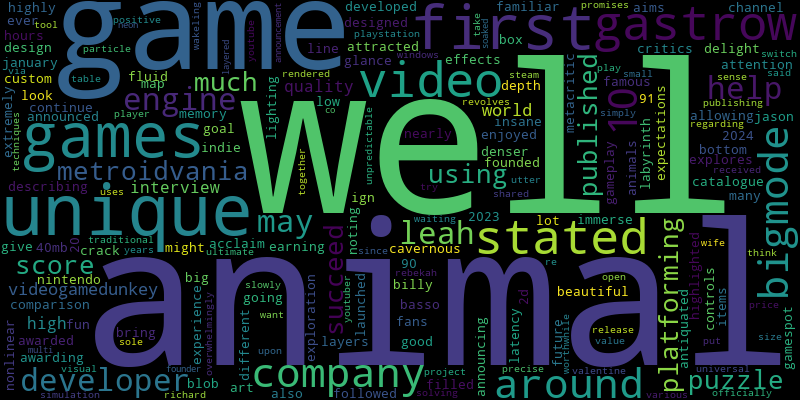 highly ever tool positive neon game wakeling layered youtube announcement developed playstation familiar aims channel
hours particle designed line attracted box first gastrow critics delight promises
design january table rendered glance video effects take soaked windows metacritic famous attention switch
custom fluid much quality steam depth play small sense said
look map engine lighting low well published 10 help
techniques extremely continue player memory unpredictable nearly world insane revolves animals 91 allowing jason
games announced goal indie together co enjoyed denser simply gameplay labyrinth expectations publishing regarding 2024 bottom
metroidvania using founded explores received catalogue
describing uses interview ign try utter shared many
unique may noting leah lot immerse bigmode
traditional 2023 waiting stated
give 40mb 20 crack years might acclaim ultimate succeed cavernous since re platforming wife think
score animal earning 90 rebekah 2d open price
nintendo founder overwhelmingly big going exploration youtuber billy announcing beautiful highlighted controls items
videogamedunkey slowly basso latency antiquated
comparison experience different want launched fans future worthwhile release value put gamespot
high fun bring upon layers good precise size
nonlinear awarded multi sole art filled project around various universal
awarding developer visual blob also company followed solving valentine puzzle
simulation via richard officially